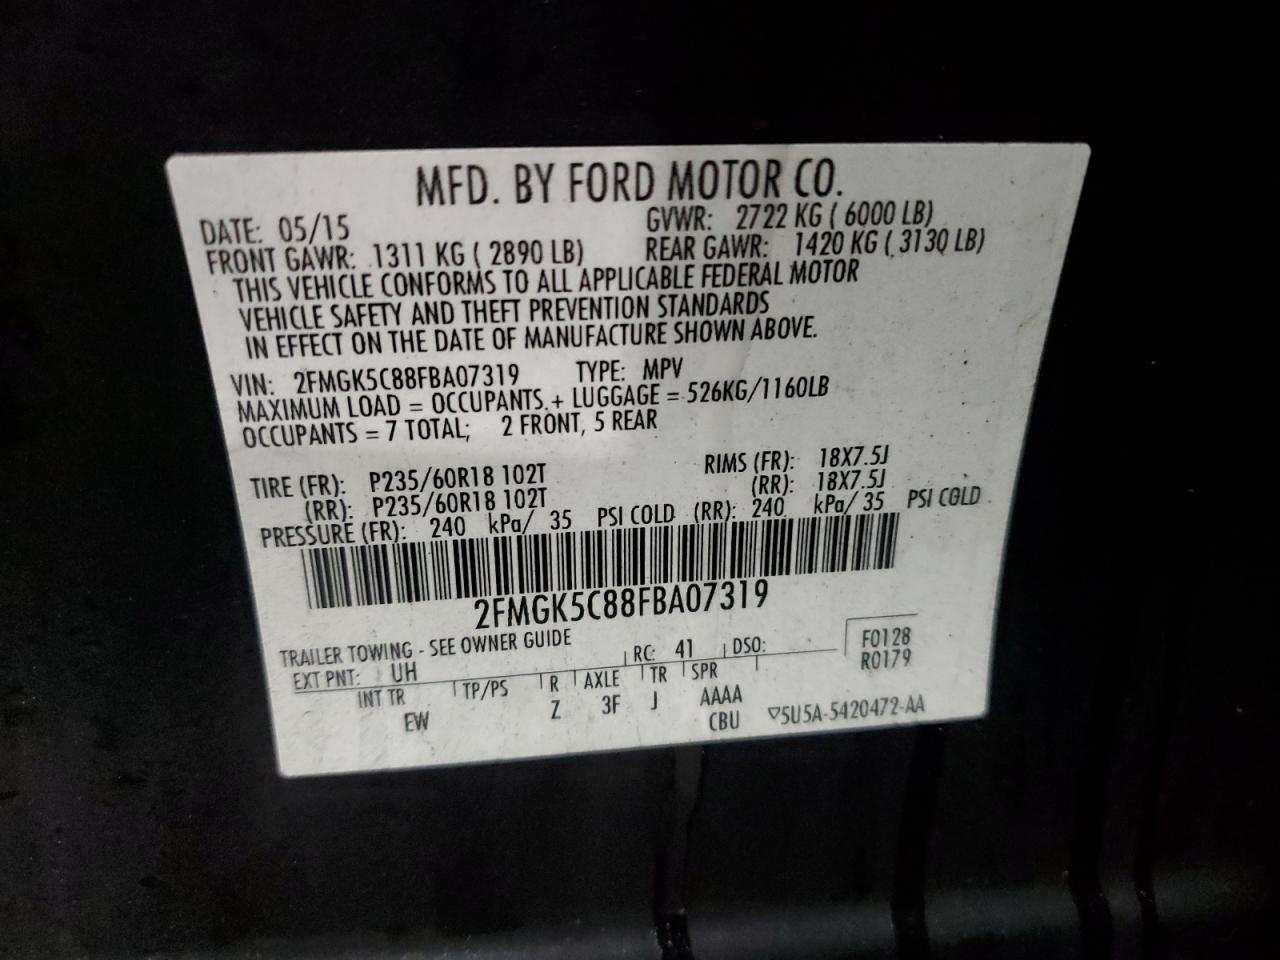 MFD. BY FORD MOTOR CO.
DATE: 05/15 GVWR: 2722 KG ( 6000 LB)
FRONT GAWR: 1311 KG ( 2890 LB) REAR GAWR: 1420 KG ( 3130 LB)
THIS VEHICLE CONFORMS TO ALL APPLICABLE FEDERAL MOTOR
VEHICLE SAFETY AND THEFT PREVENTION STANDARDS
IN EFFECT ON THE DATE OF MANUFACTURE SHOWN ABOVE.
VIN: 2FMGK5C88FBA07319 TYPE: MPV
MAXIMUM LOAD = OCCUPANTS + LUGGAGE = 526KG/1160LB
OCCUPANTS = 7 TOTAL; 2 FRONT, 5 REAR
TIRE (FR): P235/60R18 102T RIMS (FR): 18X7.5J
(RR): P235/60R18 102T (RR): 18X7.5J
PRESSURE (FR): 240 kPa/ 35 PSI COLD (RR): 240 kPa/ 35 PSI COLD
2FMGK5C88FBA07319
TRAILER TOWING - SEE OWNER GUIDE
EXT PNT: UH RC: 41 DSO: F0128
R0179
INT TR TP/PS R AXLE TR SPR
EW Z 3F J AAAA
CBU ▽5U5A-5420472-AA